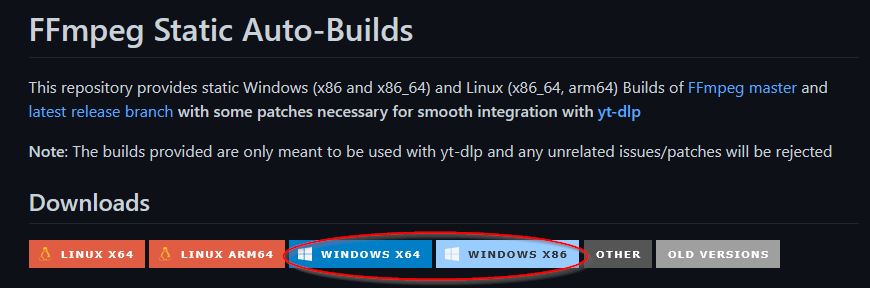 FFmpeg Static Auto-Builds
This repository provides static Windows (x86 and x86_64) and Linux (x86_64, arm64) Builds of FFmpeg master and
latest release branch with some patches necessary for smooth integration with yt-dlp
Note: The builds provided are only meant to be used with yt-dlp and any unrelated issues/patches will be rejected
Downloads
LINUX X64 LINUX ARM64 WINDOWS X64 WINDOWS X86 OTHER OLD VERSIONS